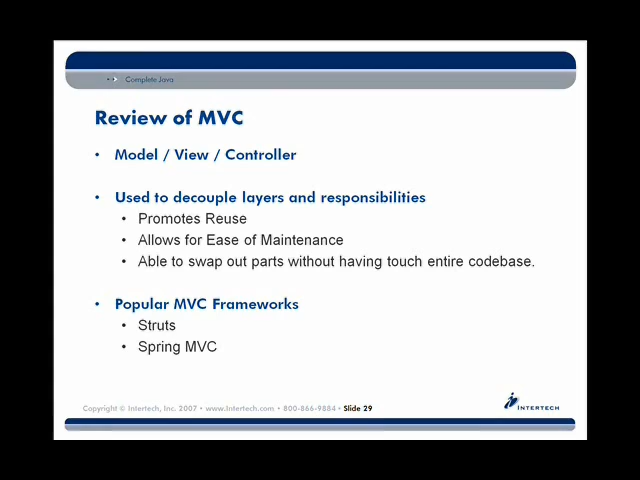 Complete Java
Review of MVC
• Model / View / Controller
• Used to decouple layers and responsibilities
• Promotes Reuse
• Allows for Ease of Maintenance
• Able to swap out parts without having touch entire codebase.
• Popular MVC Frameworks
• Struts
• Spring MVC
Copyright © Intertech, Inc. 2007 • www.Intertech.com • 800-866-9884 • Slide 29
INTERTECH